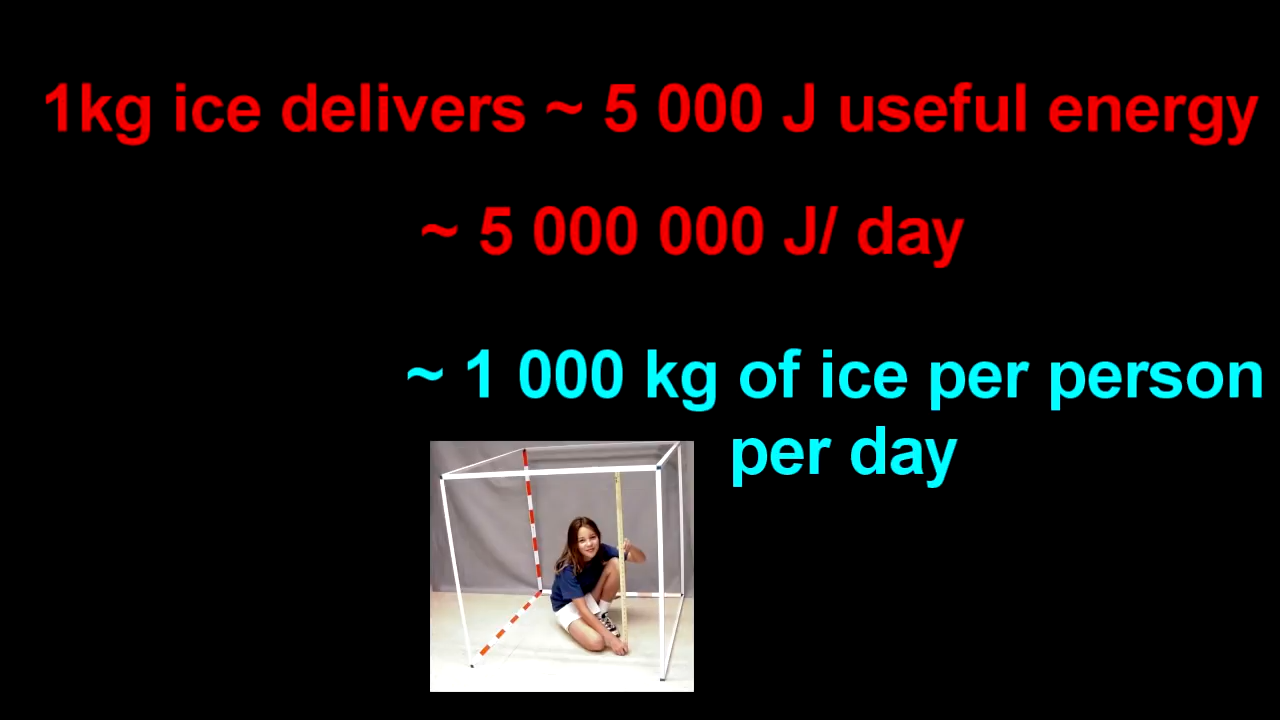 1kg ice delivers ~ 5 000 J useful energy
~ 5 000 000 J/ day
~ 1 000 kg of ice per person
per day